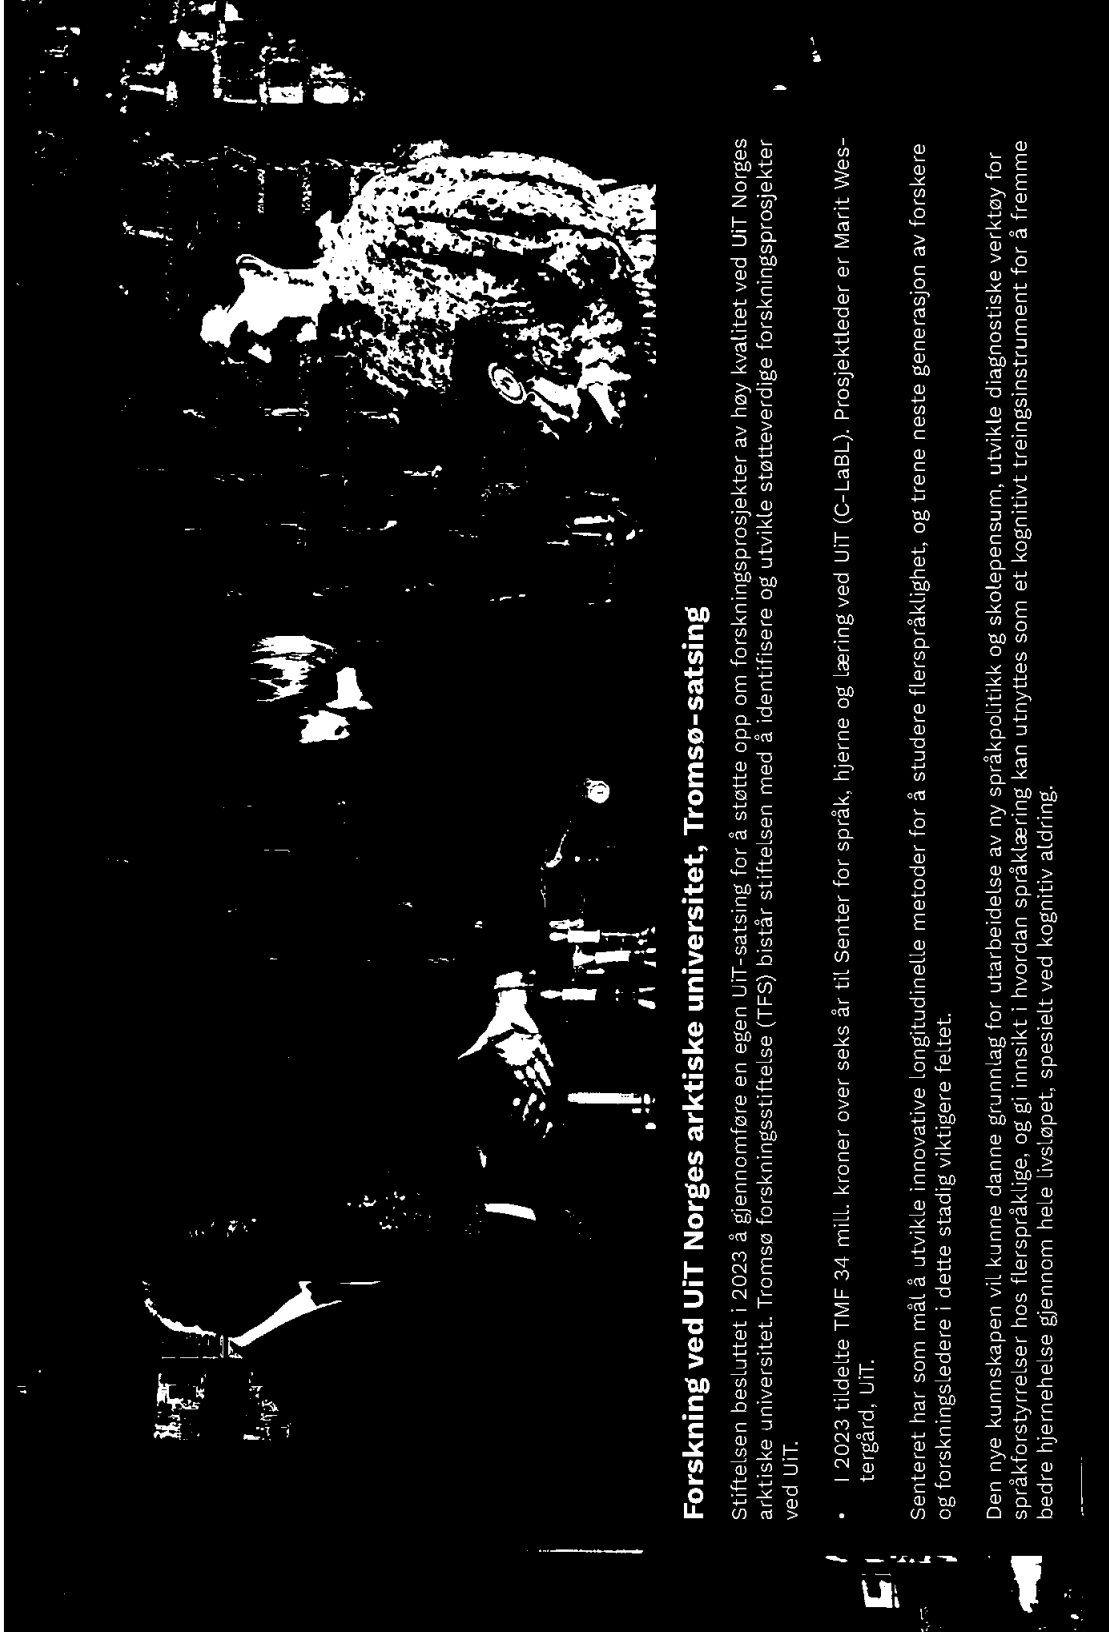 Forskning ved UiT Norges arktiske universitet, Tromsø-satsing
Stiftelsen besluttet i 2023 å gjennomføre en egen UiT-satsing for å støtte opp om forskningsprosjekter av høy kvalitet ved UiT Norges
arktiske universitet. Tromsø forskningsstiftelse (TFS) bistår stiftelsen med å identifisere og utvikle støtteverdige forskningsprosjekter
ved UiT.
• I 2023 tildelte TMF 34 mill. kroner over seks år til Senter for språk, hjerne og læring ved UiT (C-LaBL). Prosjektleder er Marit Wes-
tergård, UiT.
Senteret har som mål å utvikle innovative longitudinelle metoder for å studere flerspråklighet, og trene neste generasjon av forskere
og forskningsledere i dette stadig viktigere feltet.
Den nye kunnskapen vil kunne danne grunnlag for utarbeidelse av ny språkpolitikk og skolepensum, utvikle diagnostiske verktøy for
språkforstyrrelser hos flerspråklige, og gi innsikt i hvordan språklæring kan utnyttes som et kognitivt treingsinstrument for å fremme
bedre hjernehelse gjennom hele livsløpet, spesielt ved kognitiv aldring.